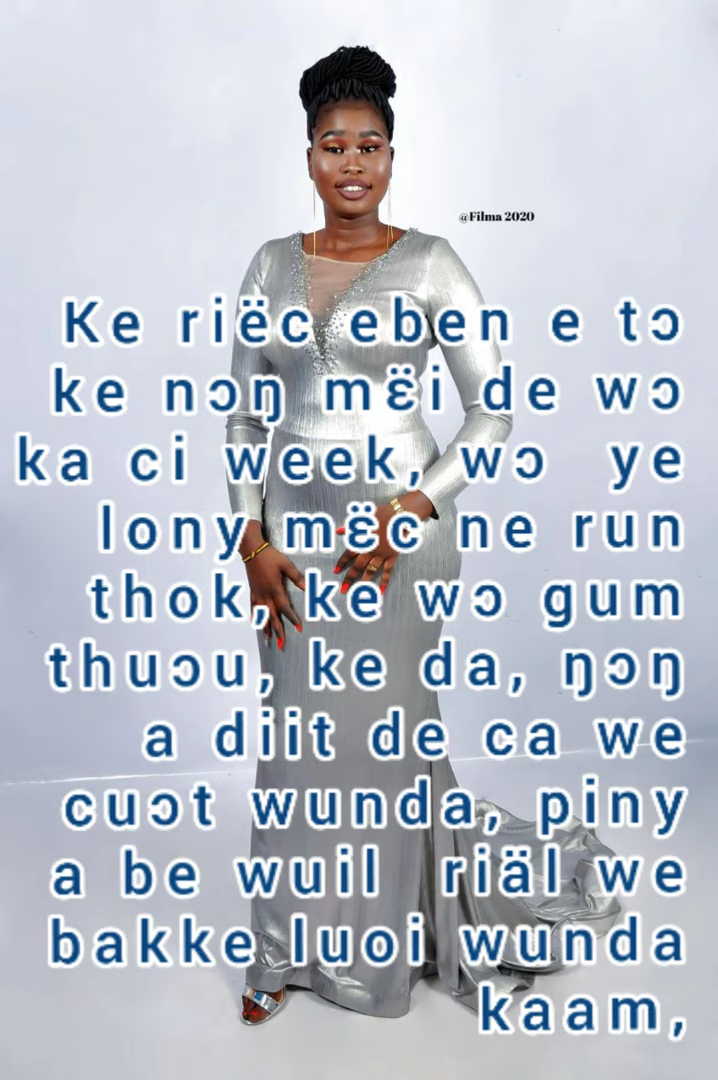 @Filma 2020
Ke riëc eben e tɔ
ke nɔŋ mɛ̈i de wɔ
ka ci week, wɔ ye
lony mɛ̈c ne run
thok, ke wɔ gum
thuɔu, ke da, ŋɔŋ
a diit de ca we
cuɔt wunda, piny
a be wuil riäl we
bakke luoi wunda
kaam,